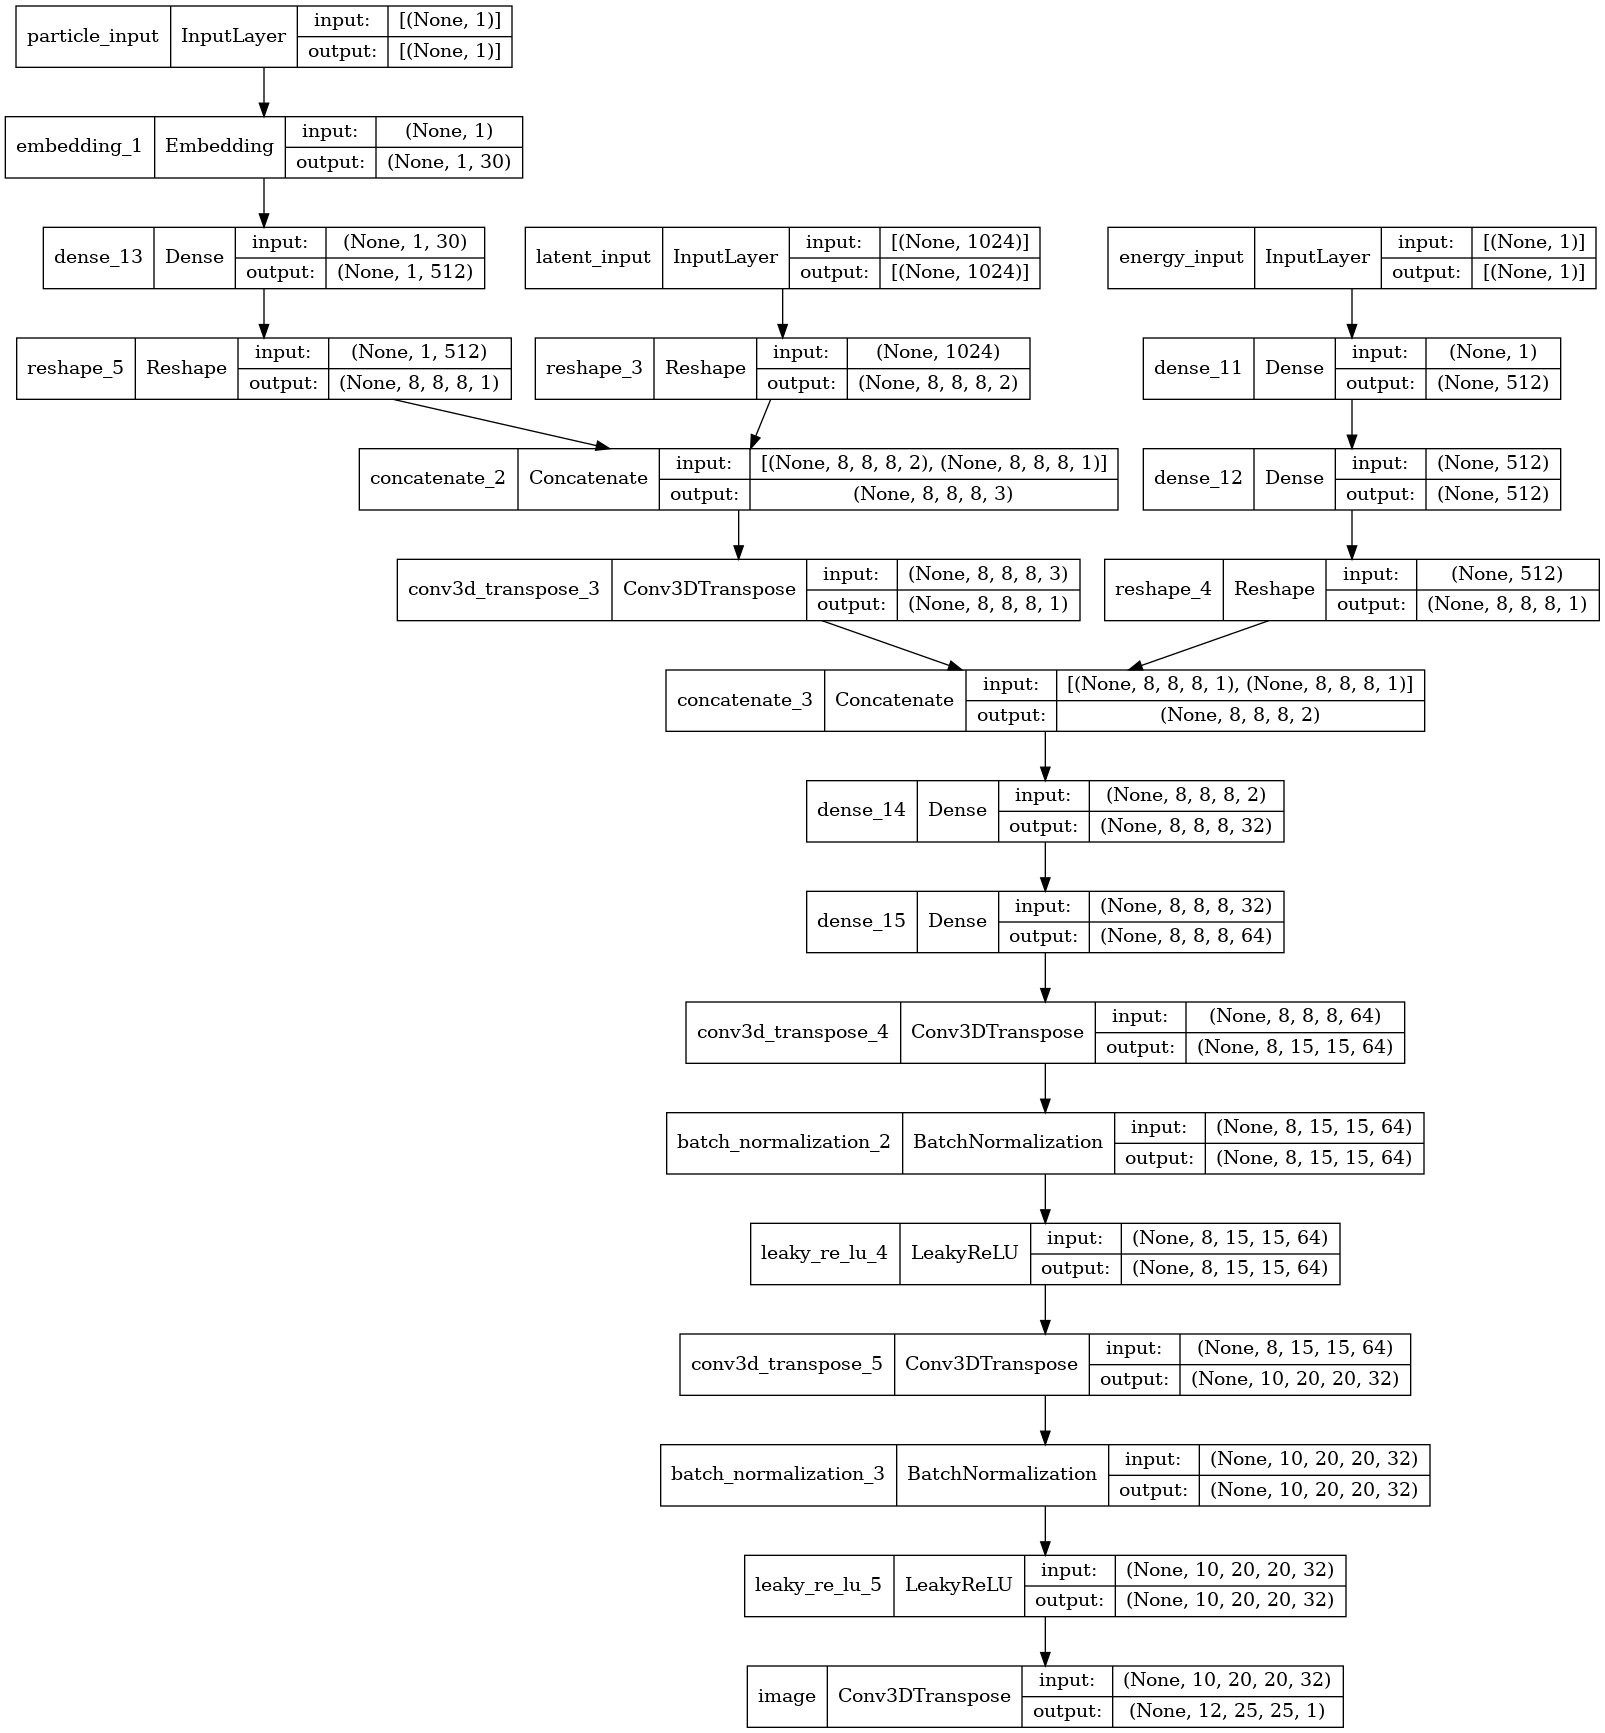 particle_input InputLayer input: [(None, 1)]
output: [(None, 1)]
embedding_1 Embedding input: (None, 1)
output: (None, 1, 30)
dense_13 Dense input: (None, 1, 30)
output: (None, 1, 512)
latent_input InputLayer input: [(None, 1024)]
output: [(None, 1024)]
energy_input InputLayer input: [(None, 1)]
output: [(None, 1)]
reshape_5 Reshape input: (None, 1, 512)
output: (None, 8, 8, 8, 1)
reshape_3 Reshape input: (None, 1024)
output: (None, 8, 8, 8, 2)
dense_11 Dense input: (None, 1)
output: (None, 512)
concatenate_2 Concatenate input: [(None, 8, 8, 8, 2), (None, 8, 8, 8, 1)]
output: (None, 8, 8, 8, 3)
dense_12 Dense input: (None, 512)
output: (None, 512)
conv3d_transpose_3 Conv3DTranspose input: (None, 8, 8, 8, 3)
output: (None, 8, 8, 8, 1)
reshape_4 Reshape input: (None, 512)
output: (None, 8, 8, 8, 1)
concatenate_3 Concatenate input: [(None, 8, 8, 8, 1), (None, 8, 8, 8, 1)]
output: (None, 8, 8, 8, 2)
dense_14 Dense input: (None, 8, 8, 8, 2)
output: (None, 8, 8, 8, 32)
dense_15 Dense input: (None, 8, 8, 8, 32)
output: (None, 8, 8, 8, 64)
conv3d_transpose_4 Conv3DTranspose input: (None, 8, 8, 8, 64)
output: (None, 8, 15, 15, 64)
batch_normalization_2 BatchNormalization input: (None, 8, 15, 15, 64)
output: (None, 8, 15, 15, 64)
leaky_re_lu_4 LeakyReLU input: (None, 8, 15, 15, 64)
output: (None, 8, 15, 15, 64)
conv3d_transpose_5 Conv3DTranspose input: (None, 8, 15, 15, 64)
output: (None, 10, 20, 20, 32)
batch_normalization_3 BatchNormalization input: (None, 10, 20, 20, 32)
output: (None, 10, 20, 20, 32)
leaky_re_lu_5 LeakyReLU input: (None, 10, 20, 20, 32)
output: (None, 10, 20, 20, 32)
image Conv3DTranspose input: (None, 10, 20, 20, 32)
output: (None, 12, 25, 25, 1)